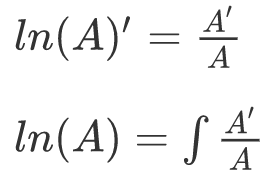 ln(A)' = A'/A
ln(A) = ∫ A'/A